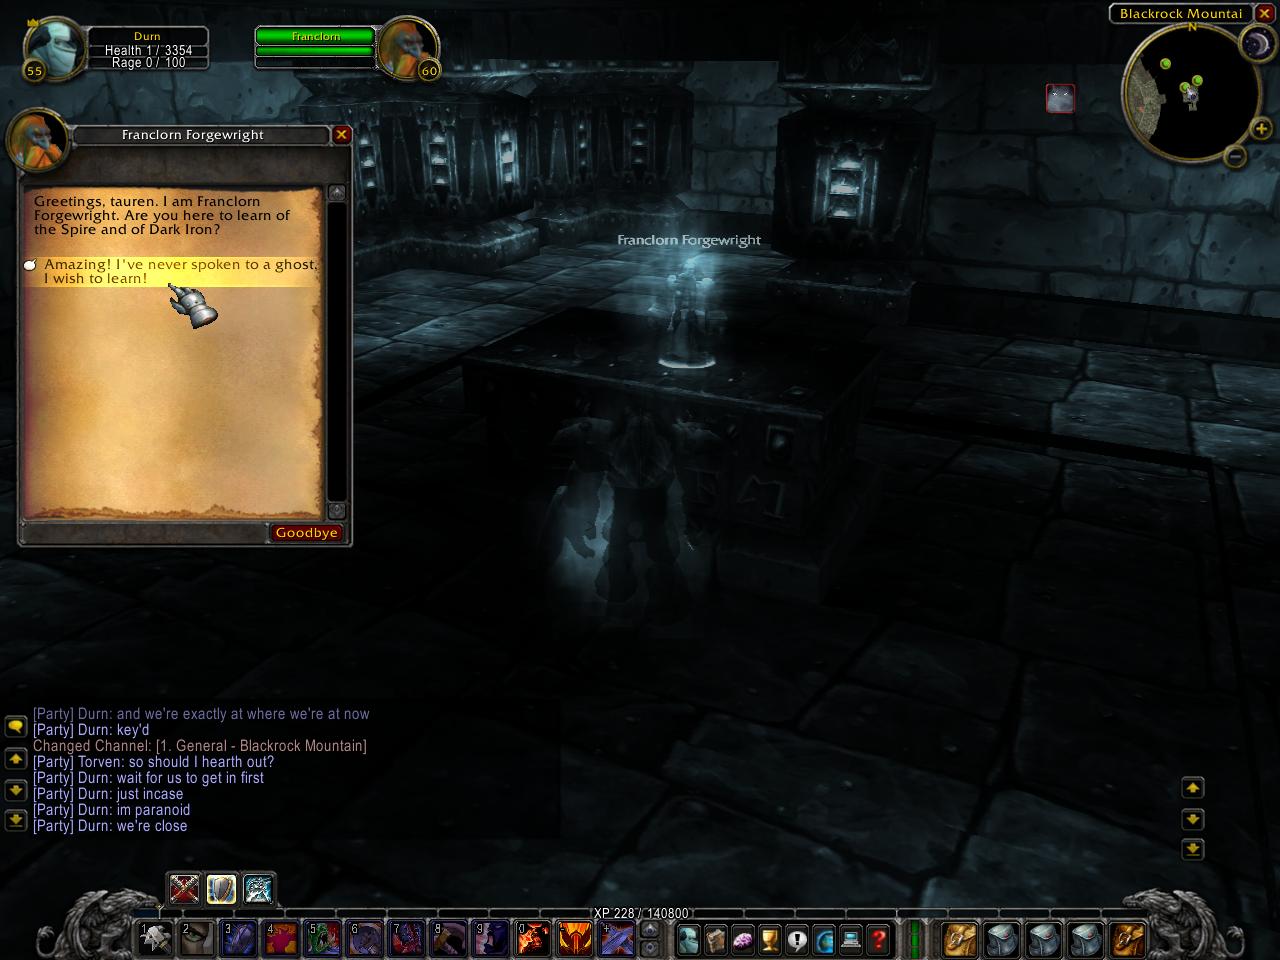 Durn
Health 1 / 3354
Rage 0 / 100
55
Franclorn
60
Blackrock Mountai
N
Franclorn Forgewright
Greetings, tauren. I am Franclorn
Forgewright. Are you here to learn of
the Spire and of Dark Iron?
Amazing! I've never spoken to a ghost.
I wish to learn!
Goodbye
Franclorn Forgewright
[Party] Durn: and we're exactly at where we're at now
[Party] Durn: key'd
Changed Channel: [1. General - Blackrock Mountain]
[Party] Torven: so should I hearth out?
[Party] Durn: wait for us to get in first
[Party] Durn: just incase
[Party] Durn: im paranoid
[Party] Durn: we're close
XP 228 / 140800
1 2 3 4 5 6 7 8 9 0 - +